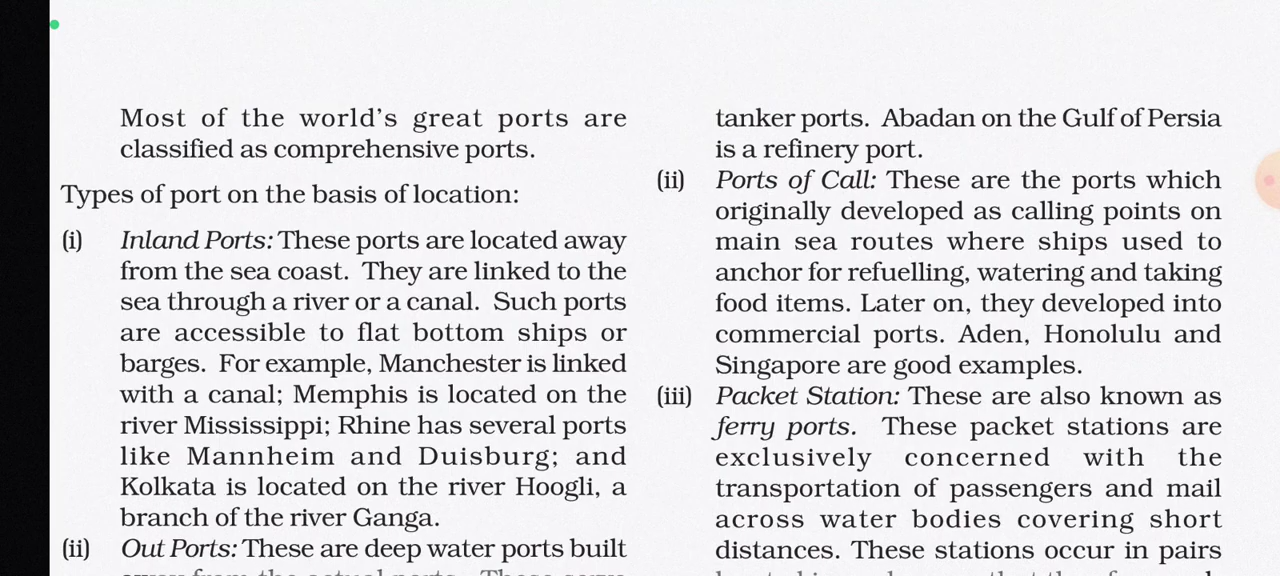 Most of the world's great ports are
classified as comprehensive ports.
Types of port on the basis of location:
(i) Inland Ports: These ports are located away
from the sea coast. They are linked to the
sea through a river or a canal. Such ports
are accessible to flat bottom ships or
barges. For example, Manchester is linked
with a canal; Memphis is located on the
river Mississippi; Rhine has several ports
like Mannheim and Duisburg; and
Kolkata is located on the river Hoogli, a
branch of the river Ganga.
(ii) Out Ports: These are deep water ports built
tanker ports. Abadan on the Gulf of Persia
is a refinery port.
(ii) Ports of Call: These are the ports which
originally developed as calling points on
main sea routes where ships used to
anchor for refuelling, watering and taking
food items. Later on, they developed into
commercial ports. Aden, Honolulu and
Singapore are good examples.
(iii) Packet Station: These are also known as
ferry ports. These packet stations are
exclusively concerned with the
transportation of passengers and mail
across water bodies covering short
distances. These stations occur in pairs